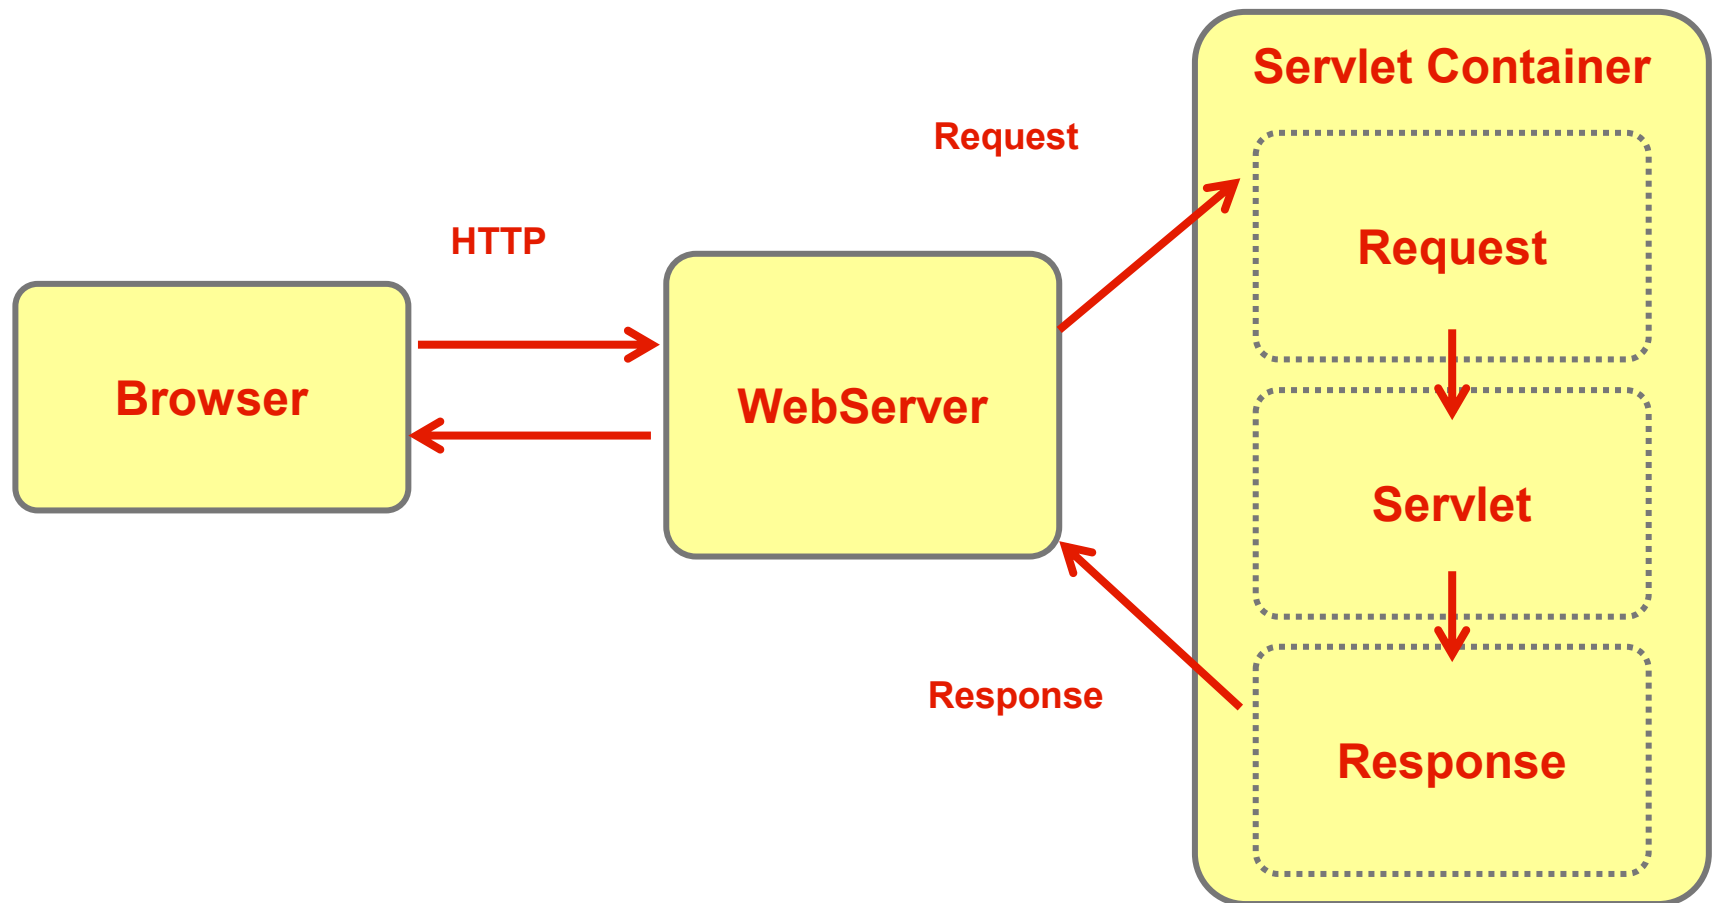 Servlet Container
Request
HTTP
Request
Browser
WebServer
Servlet
Response
Response